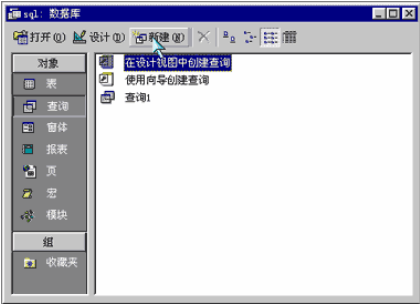 sql: 数据库
打开(O) 设计(D) 新建(N)
对象
表
查询
窗体
报表
页
宏
模块
组
收藏夹
在设计视图中创建查询
使用向导创建查询
查询1